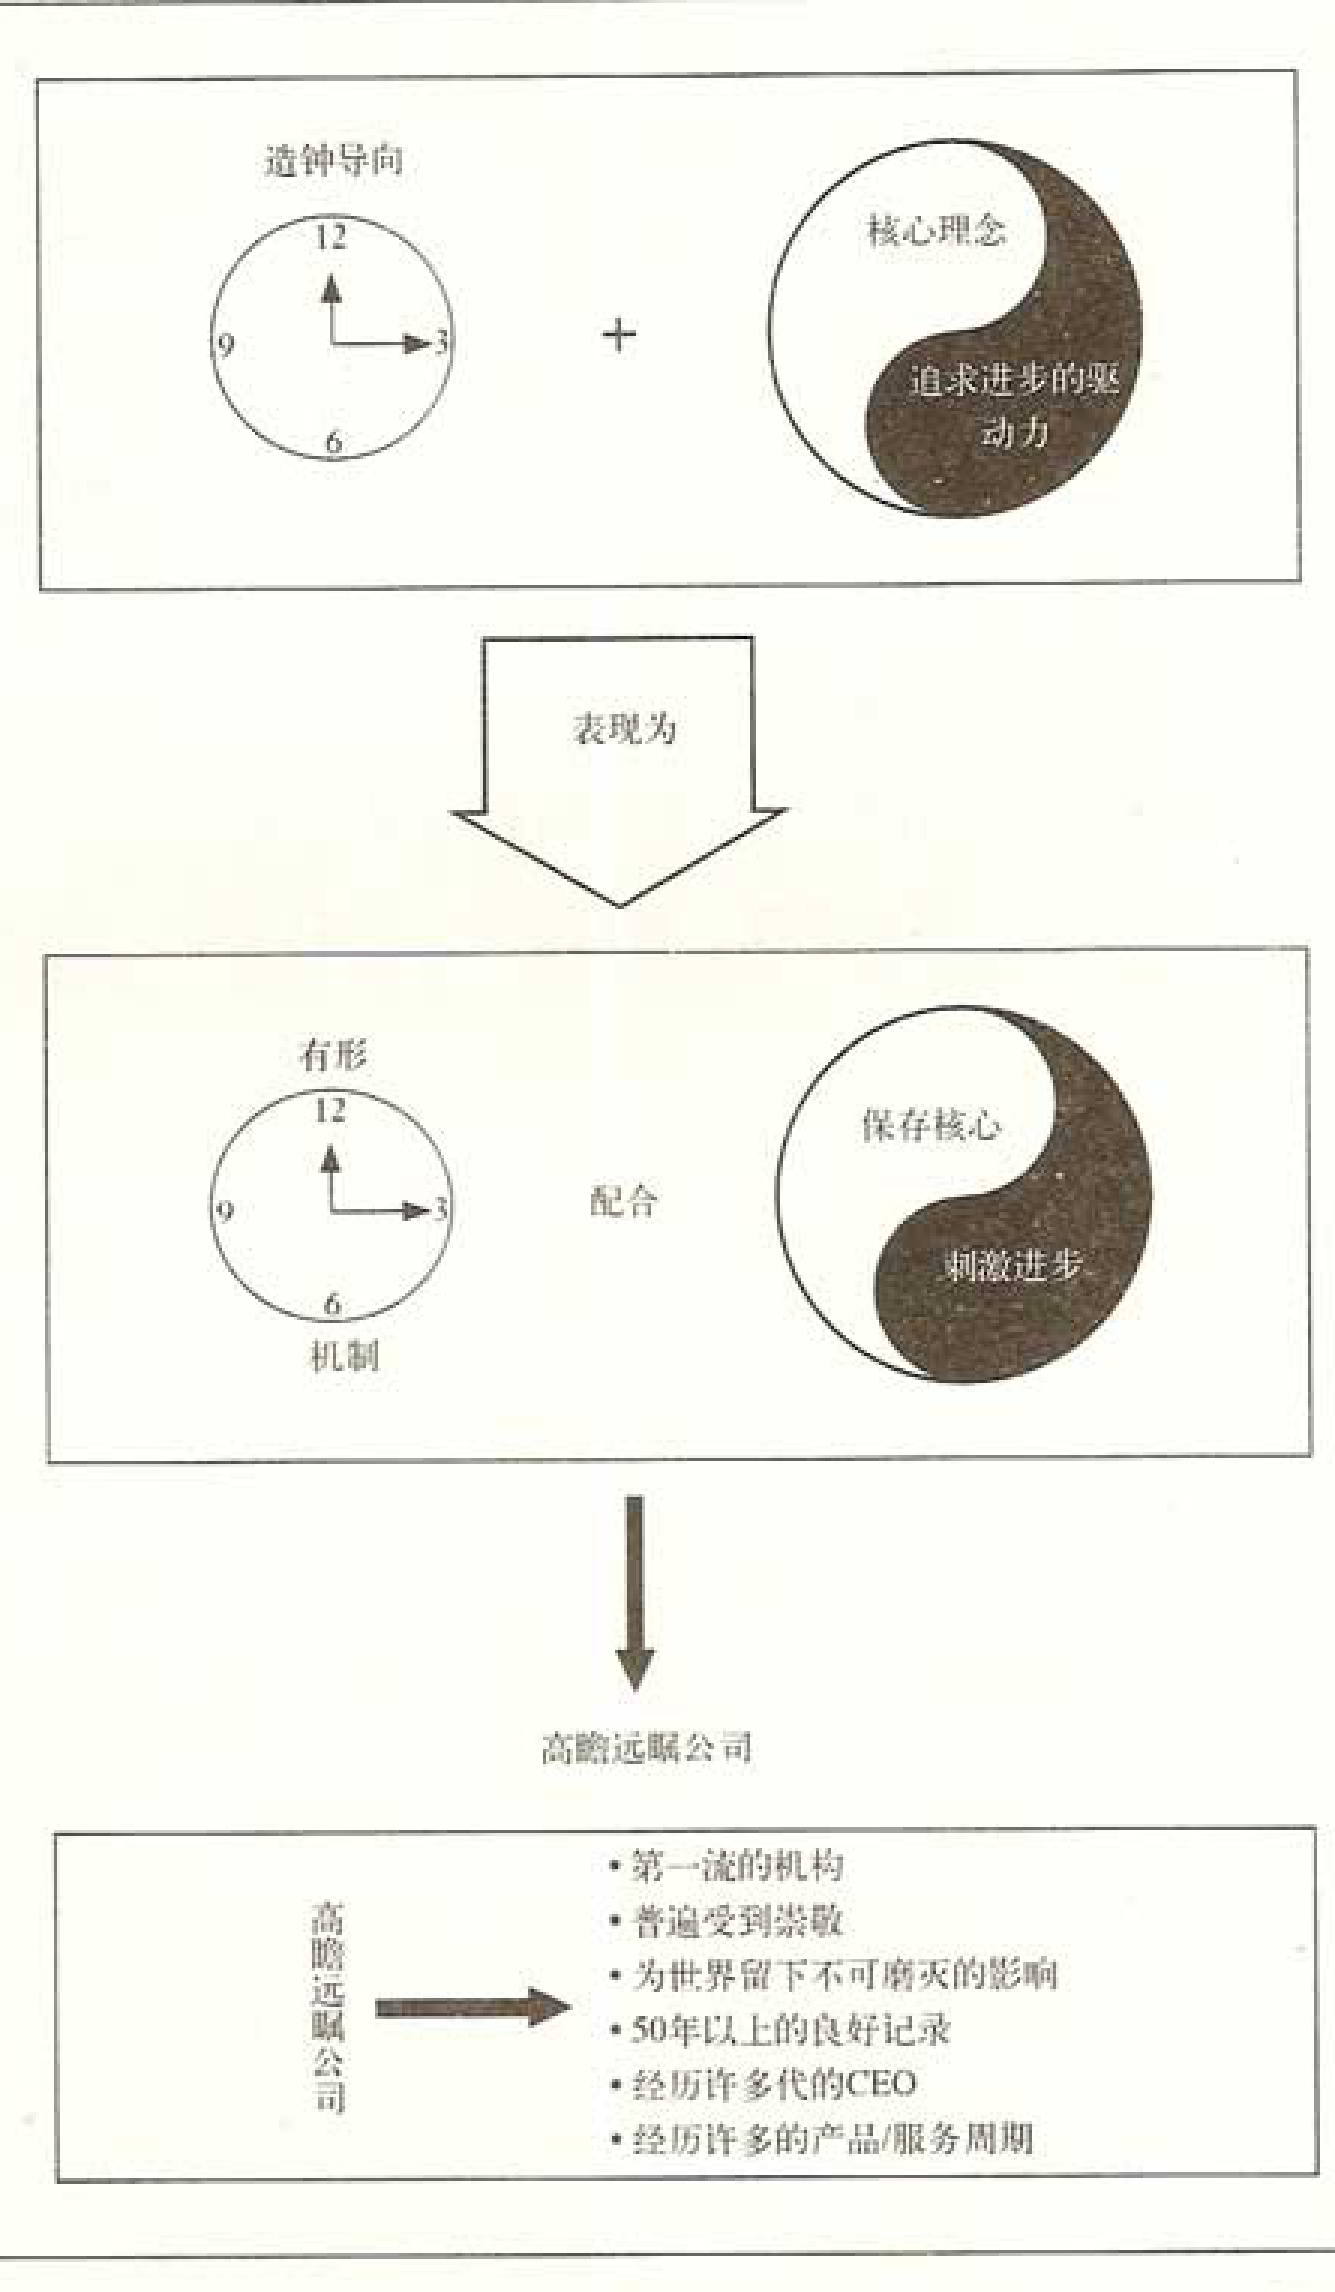 造钟导向
12
9
3
6
+
核心理念
追求进步的驱
动力
表现为
有形
12
9
3
6
机制
配合
保存核心
刺激进步
高瞻远瞩公司
高瞻远瞩公司
• 第一流的机构
• 普遍受到崇敬
• 为世界留下不可磨灭的影响
• 50年以上的良好记录
• 经历许多代的CEO
• 经历许多的产品/服务周期